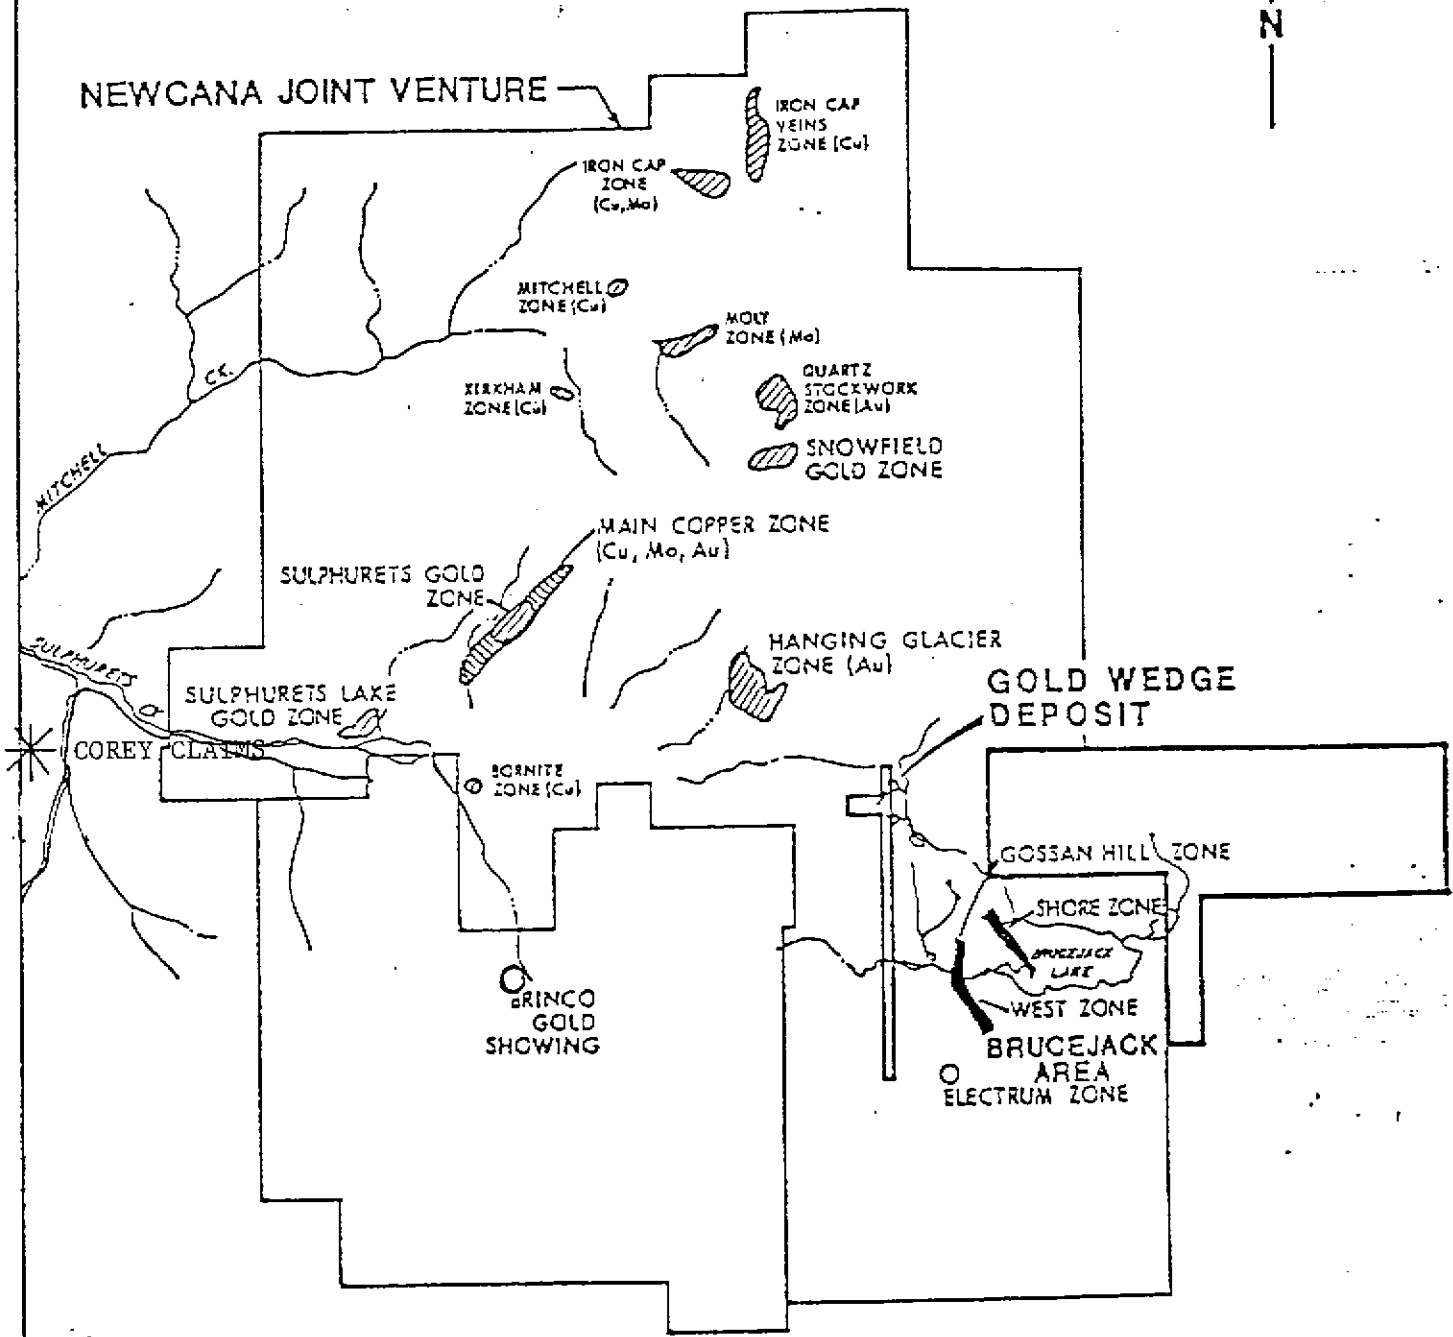 N
NEWCANA JOINT VENTURE
IRON CAP
VEINS
ZONE (Cu)
IRON CAP
ZONE
(Cu, Mo)
MITCHELL
ZONE (Cu)
MOLY
ZONE (Mo)
QUARTZ
STOCKWORK
ZONE (Au)
KIRKHAM
ZONE (Cu)
SNOWFIELD
GOLD ZONE
MITCHELL
CK.
MAIN COPPER ZONE
(Cu, Mo, Au)
SULPHURETS GOLD
ZONE
HANGING GLACIER
ZONE (Au)
SULPHURETS
SULPHURETS LAKE
GOLD ZONE
GOLD WEDGE
DEPOSIT
COREY CLAIMS
BORNITE
ZONE (Cu)
GOSSAN HILL ZONE
SHORE ZONE
BRUCEJACK
LAKE
WEST ZONE
BRINCO
GOLD
SHOWING
BRUCEJACK
AREA
ELECTRUM ZONE